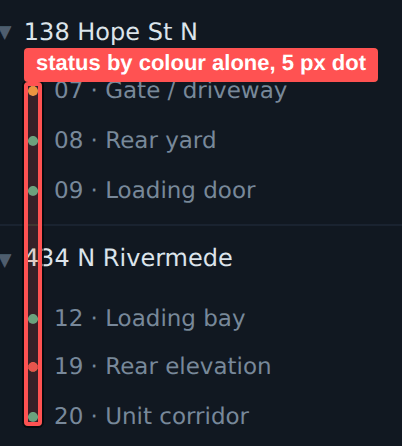 138 Hope St N
status by colour alone, 5 px dot
07 · Gate / driveway
08 · Rear yard
09 · Loading door
434 N Rivermede
12 · Loading bay
19 · Rear elevation
20 · Unit corridor